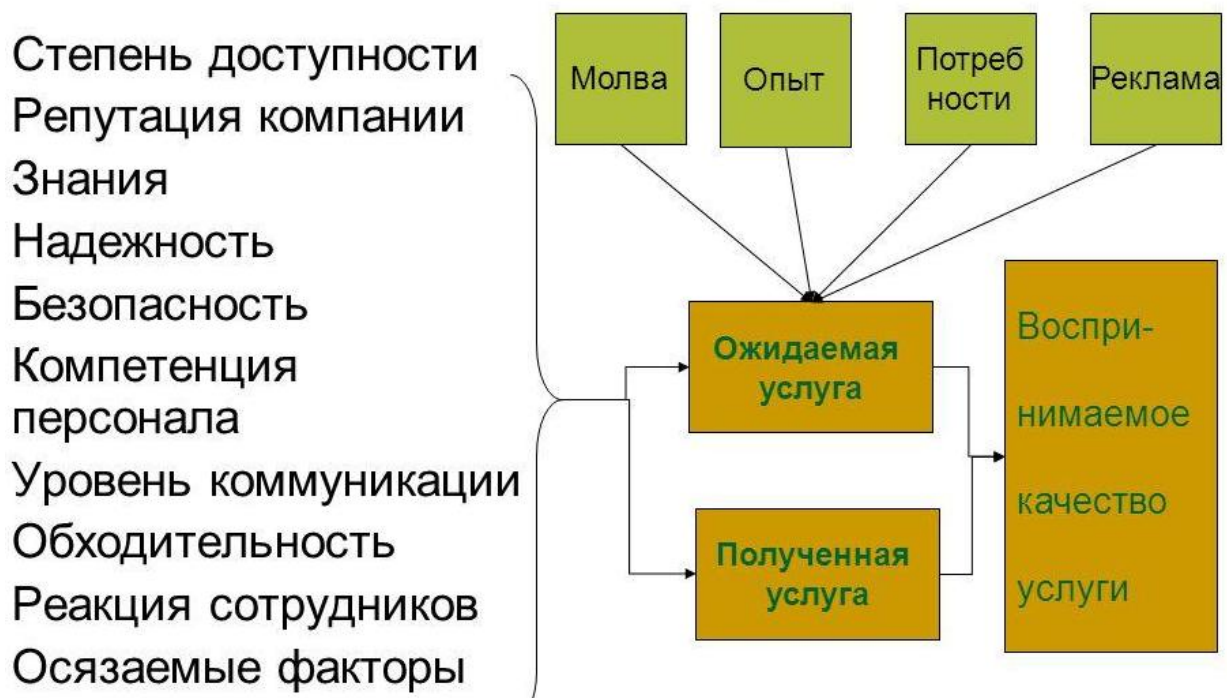 Степень доступности
Репутация компании
Знания
Надежность
Безопасность
Компетенция
персонала
Уровень коммуникации
Обходительность
Реакция сотрудников
Осязаемые факторы
Молва
Опыт
Потреб
ности
Реклама
Ожидаемая
услуга
Полученная
услуга
Воспри-
нимаемое
качество
услуги